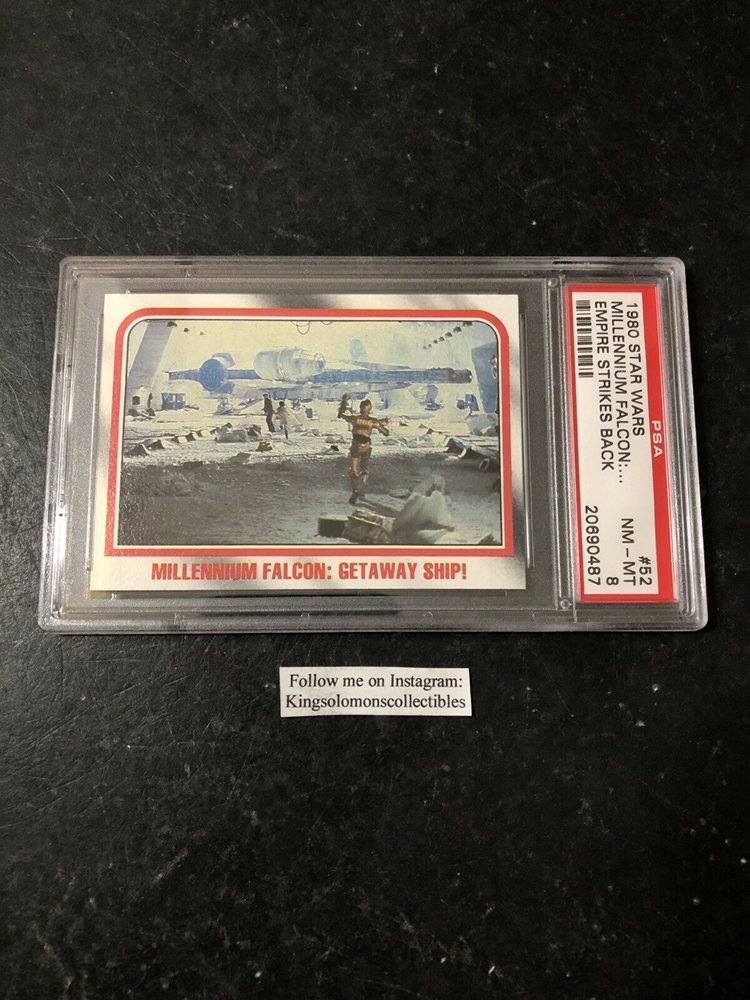 MILLENNIUM FALCON: GETAWAY SHIP!
PSA
1980 STAR WARS #52
MILLENNIUM FALCON:... NM - MT
EMPIRE STRIKES BACK 8
20690487
Follow me on Instagram:
Kingsolomonscollectibles